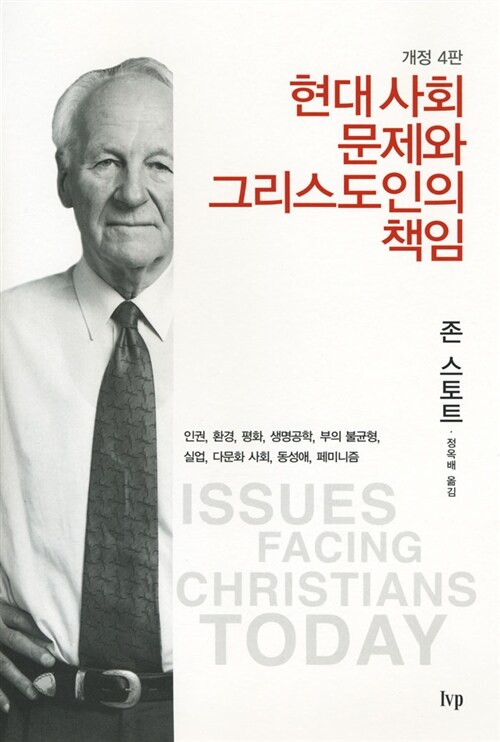 개정 4판
현대 사회
문제와
그리스도인의
책임
존 스토트
· 정옥배 옮김
인권, 환경, 평화, 생명공학, 부의 불균형,
실업, 다문화 사회, 동성애, 페미니즘
ISSUES
FACING
CHRISTIANS
TODAY
Ivp